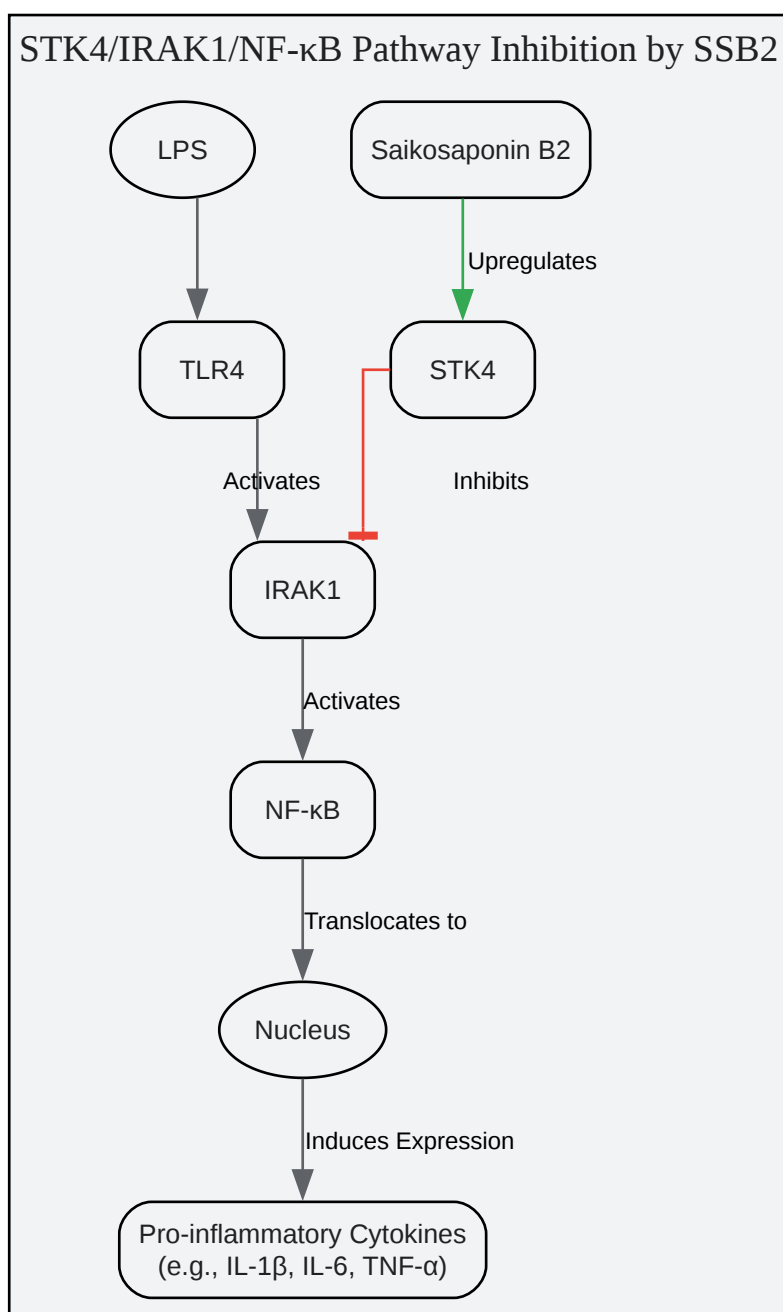 STK4/IRAK1/NF-κB Pathway Inhibition by SSB2
LPS
Saikosaponin B2
Upregulates
TLR4
STK4
Activates
Inhibits
IRAK1
Activates
NF-κB
Translocates to
Nucleus
Induces Expression
Pro-inflammatory Cytokines
(e.g., IL-1β, IL-6, TNF-α)